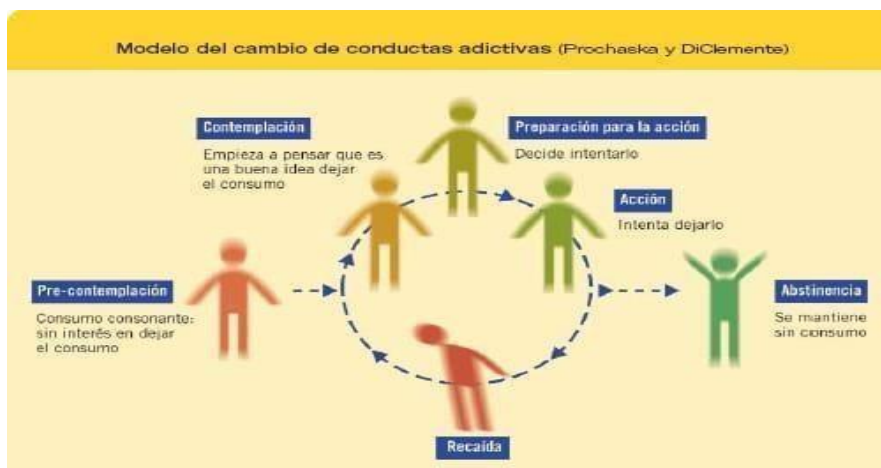 Modelo del cambio de conductas adictivas (Prochaska y DiClemente)
Contemplación
Empieza a pensar que es
una buena idea dejar
el consumo
Preparación para la acción
Decide intentarlo
Acción
Intenta dejarlo
Pre-contemplación
Consumo consonante:
sin interés en dejar
el consumo
Abstinencia
Se mantiene
sin consumo
Recaída